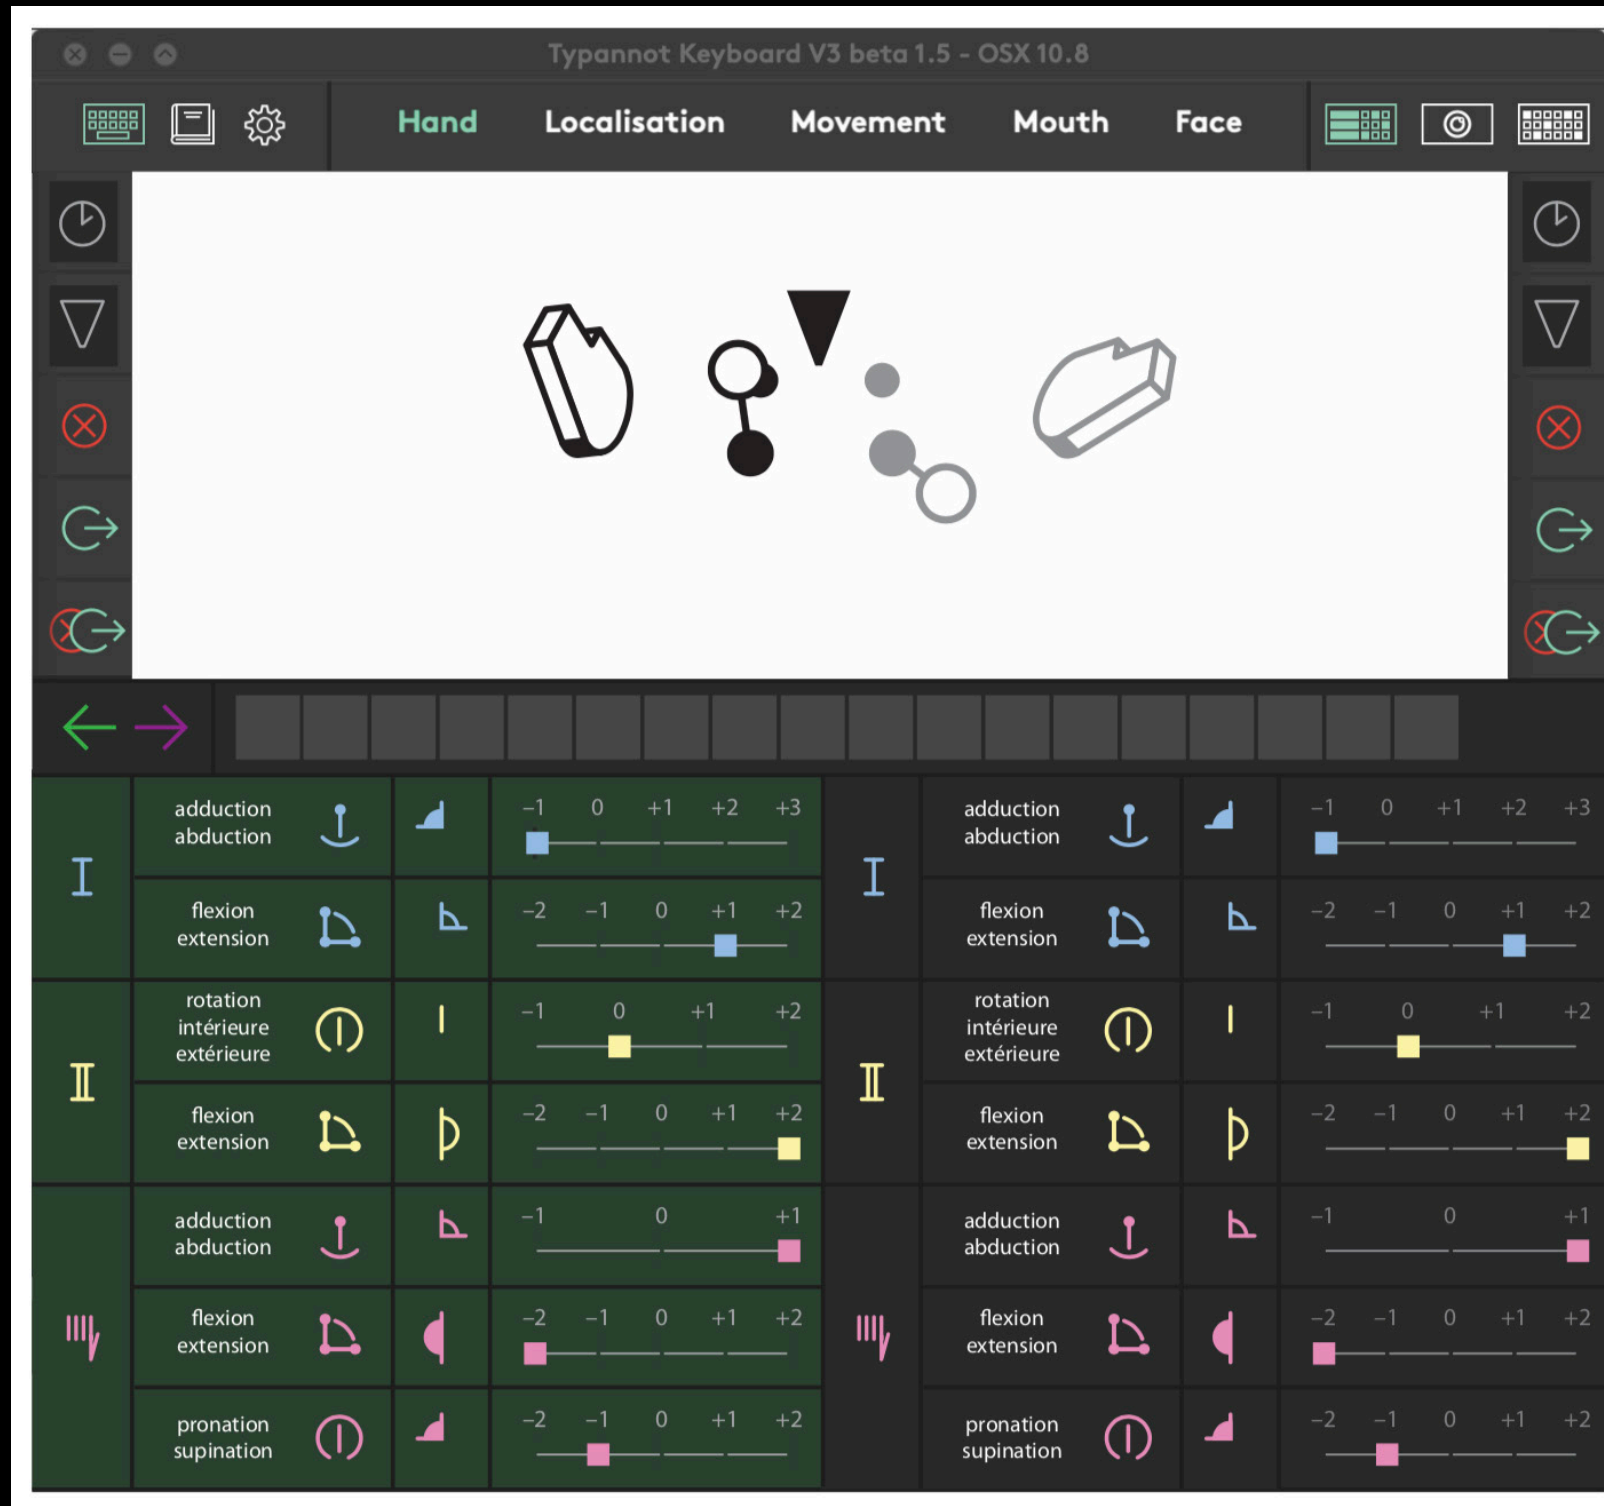 Typannot Keyboard V3 beta 1.5 - OSX 10.8
Hand Localisation Movement Mouth Face
I
adduction
abduction
−1 0 +1 +2 +3
flexion
extension
−2 −1 0 +1 +2
II
rotation
intérieure
extérieure
−1 0 +1 +2
flexion
extension
−2 −1 0 +1 +2
adduction
abduction
−1 0 +1
flexion
extension
−2 −1 0 +1 +2
pronation
supination
−2 −1 0 +1 +2
I
adduction
abduction
−1 0 +1 +2 +3
flexion
extension
−2 −1 0 +1 +2
II
rotation
intérieure
extérieure
−1 0 +1 +2
flexion
extension
−2 −1 0 +1 +2
adduction
abduction
−1 0 +1
flexion
extension
−2 −1 0 +1 +2
pronation
supination
−2 −1 0 +1 +2